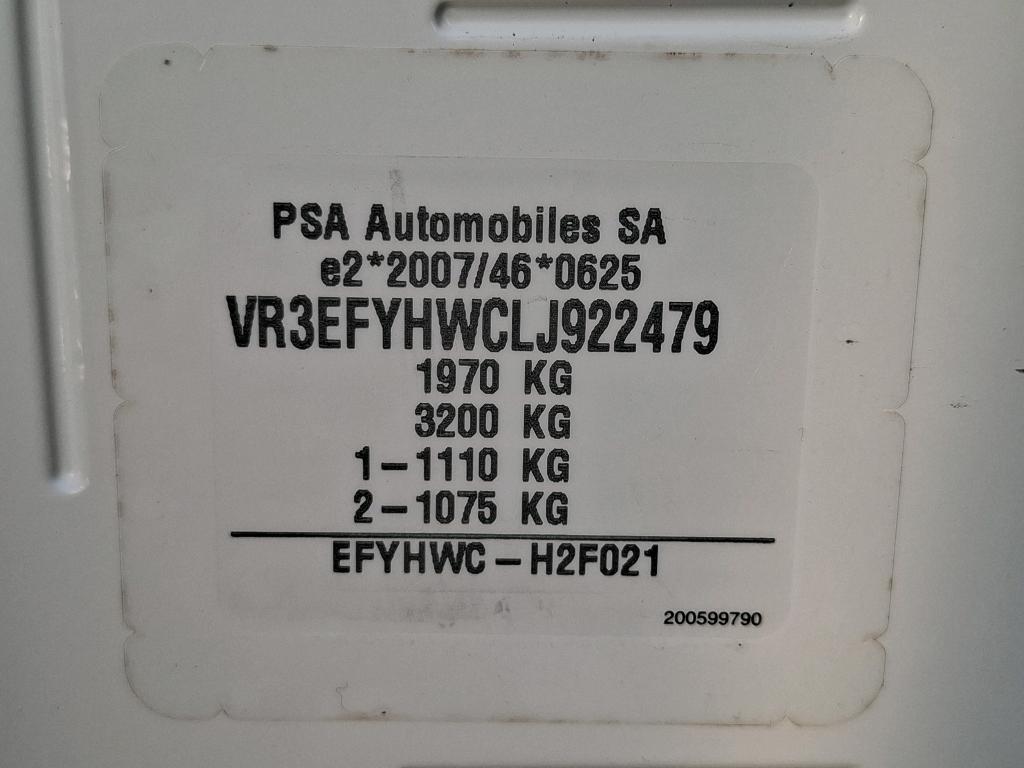 PSA Automobiles SA
e2*2007/46*0625
VR3EFYHWCLJ922479
1970 KG
3200 KG
1-1110 KG
2-1075 KG
EFYHWC-H2F021
200599790